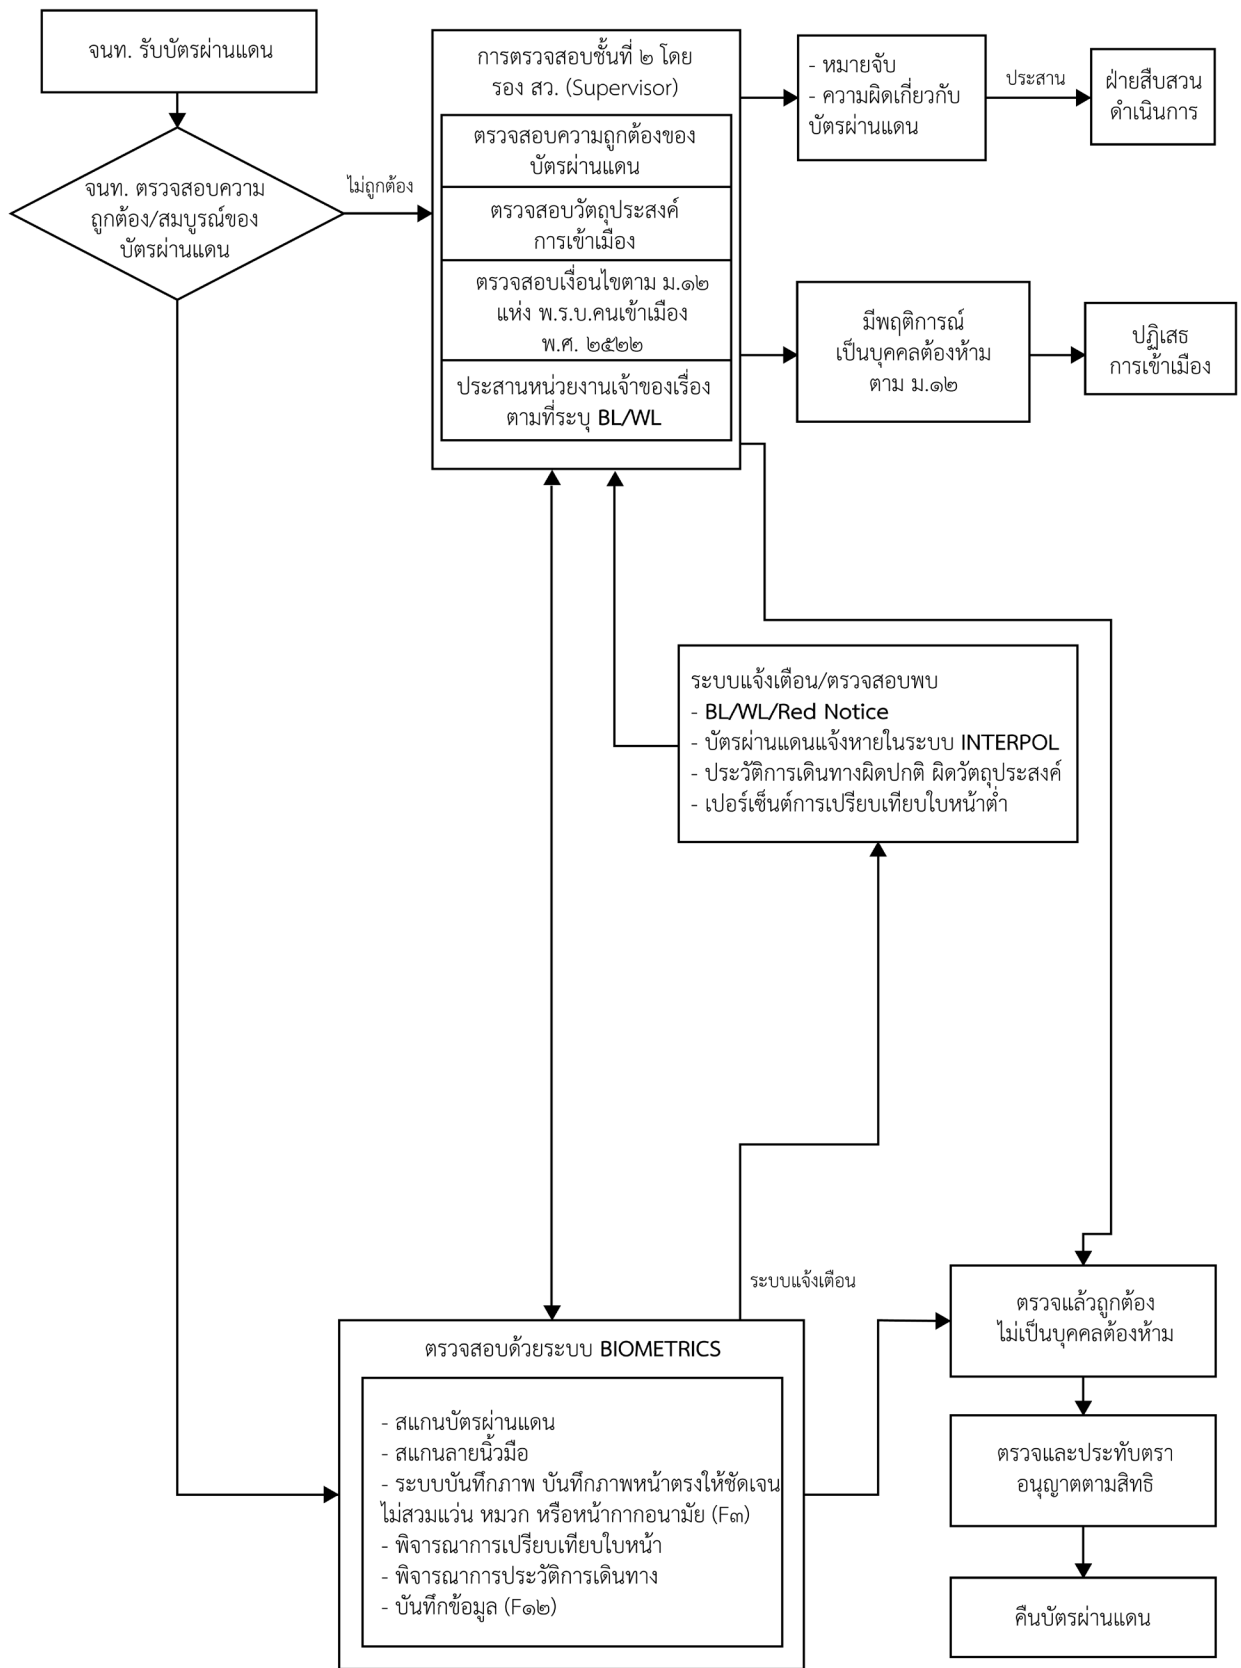 จนท. รับบัตรผ่านแดน
จนท. ตรวจสอบความ
ถูกต้อง/สมบูรณ์ของ
บัตรผ่านแดน
ไม่ถูกต้อง
การตรวจสอบชั้นที่ ๒ โดย
รอง สว. (Supervisor)
ตรวจสอบความถูกต้องของ
บัตรผ่านแดน
ตรวจสอบวัตถุประสงค์
การเข้าเมือง
ตรวจสอบเงื่อนไขตาม ม.๑๒
แห่ง พ.ร.บ.คนเข้าเมือง
พ.ศ. ๒๕๒๒
ประสานหน่วยงานเจ้าของเรื่อง
ตามที่ระบุ BL/WL
- หมายจับ
- ความผิดเกี่ยวกับ
บัตรผ่านแดน
ประสาน
ฝ่ายสืบสวน
ดำเนินการ
มีพฤติการณ์
เป็นบุคคลต้องห้าม
ตาม ม.๑๒
ปฏิเสธ
การเข้าเมือง
ระบบแจ้งเตือน/ตรวจสอบพบ
- BL/WL/Red Notice
- บัตรผ่านแดนแจ้งหายในระบบ INTERPOL
- ประวัติการเดินทางผิดปกติ ผิดวัตถุประสงค์
- เปอร์เซ็นต์การเปรียบเทียบใบหน้าต่ำ
ระบบแจ้งเตือน
ตรวจสอบด้วยระบบ BIOMETRICS
- สแกนบัตรผ่านแดน
- สแกนลายนิ้วมือ
- ระบบบันทึกภาพ บันทึกภาพหน้าตรงให้ชัดเจน
ไม่สวมแว่น หมวก หรือหน้ากากอนามัย (F๓)
- พิจารณาการเปรียบเทียบใบหน้า
- พิจารณาการประวัติการเดินทาง
- บันทึกข้อมูล (F๑๒)
ตรวจแล้วถูกต้อง
ไม่เป็นบุคคลต้องห้าม
ตรวจและประทับตรา
อนุญาตตามสิทธิ
คืนบัตรผ่านแดน